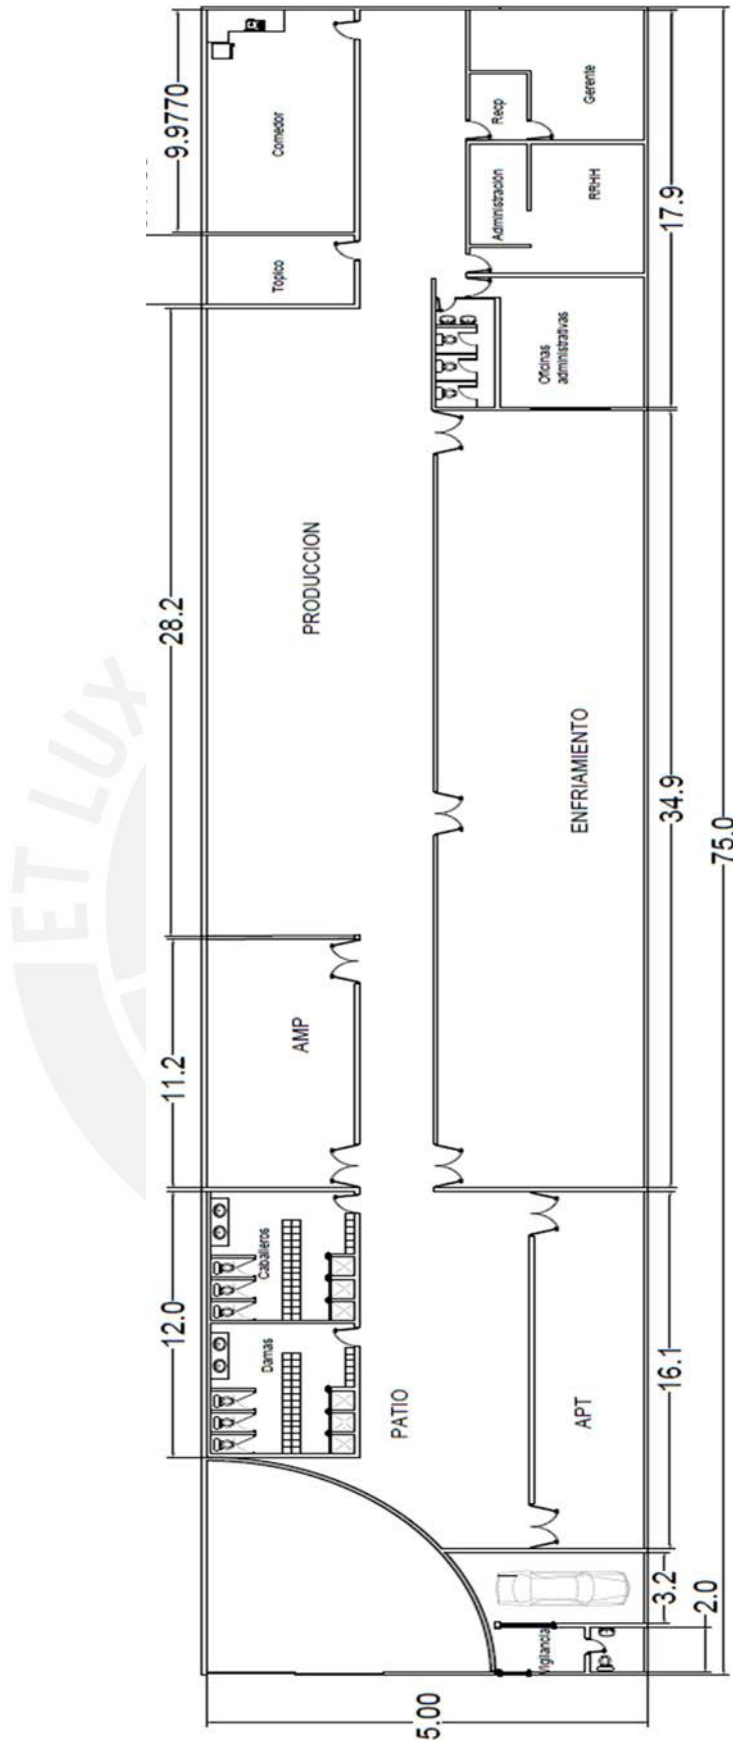 5.00
12.0
11.2
28.2
9.9770
Damas
Caballeros
AMP
PRODUCCION
Tópico
Comedor
PATIO
APT
Vigilancia
ENFRIAMIENTO
Oficinas
administrativas
Administración
RRHH
Recp
Gerente
2.0
3.2
16.1
34.9
17.9
75.0
ET LUX